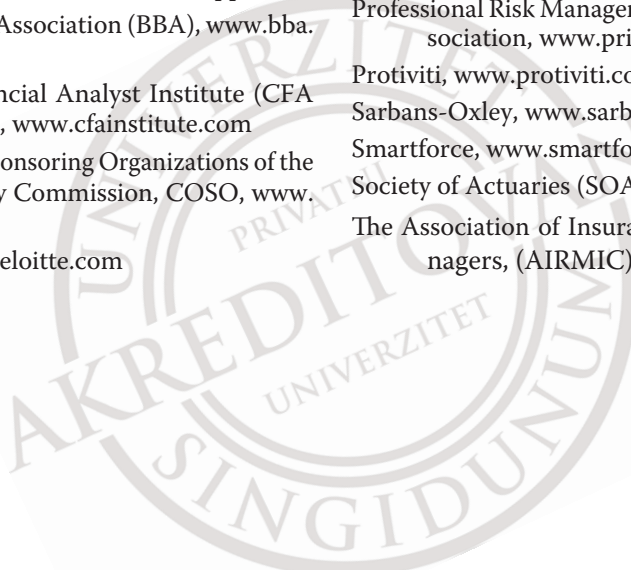 Association (BBA), www.bba.
ncial Analyst Institute (CFA
, www.cfainstitute.com
onsoring Organizations of the
y Commission, COSO, www.
eloitte.com
Professional Risk Manager
sociation, www.pri
Protiviti, www.protiviti.co
Sarbans-Oxley, www.sarb
Smartforce, www.smartfo
Society of Actuaries (SOA
The Association of Insura
nagers, (AIRMIC)
UNIVERZITET
SINGIDUNUM
PRIVATNI
AKREDITOVA
UNIVERZITET